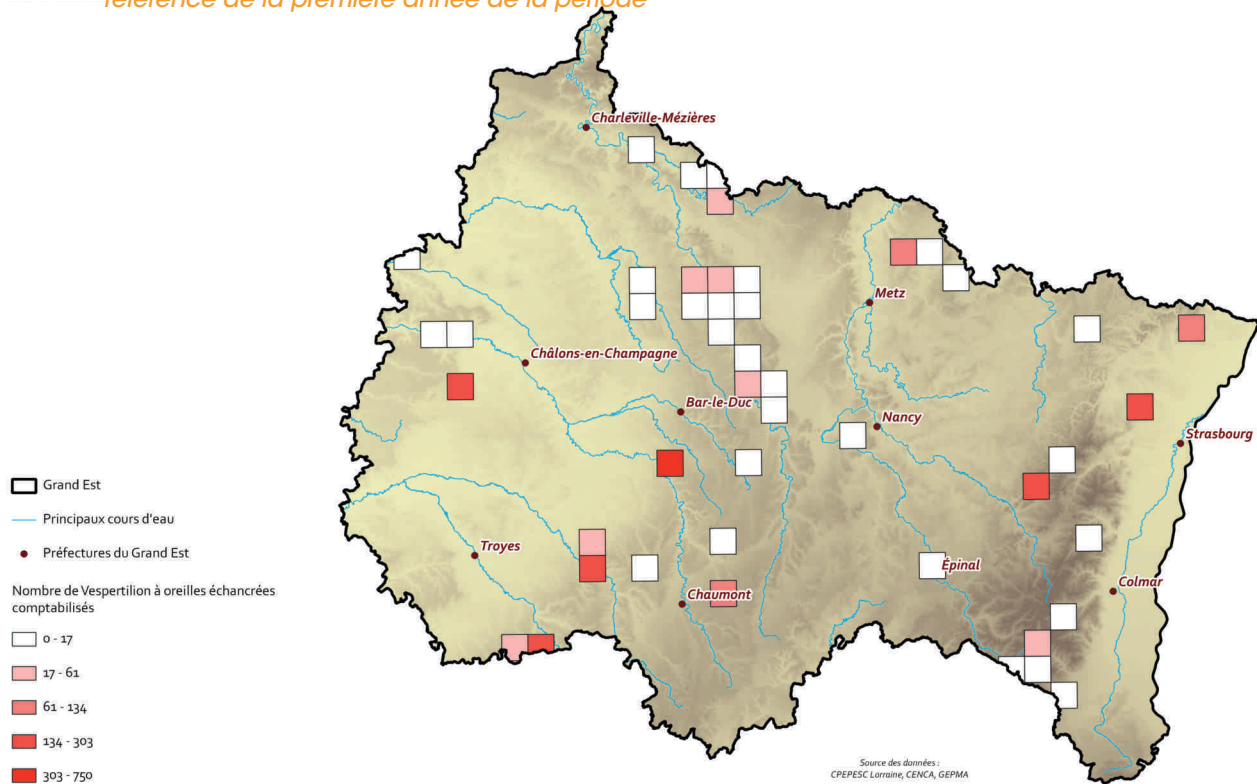 référence de la première année de la période
Charleville-Mézières
Metz
Châlons-en-Champagne
Bar-le-Duc
Nancy
Strasbourg
Troyes
Épinal
Colmar
Chaumont
Grand Est
Principaux cours d'eau
Préfectures du Grand Est
Nombre de Vespertilion à oreilles échancrées
comptabilisés
0 - 17
17 - 61
61 - 134
134 - 303
303 - 750
Source des données :
CPEPESC Lorraine, CENCA, GEPMA